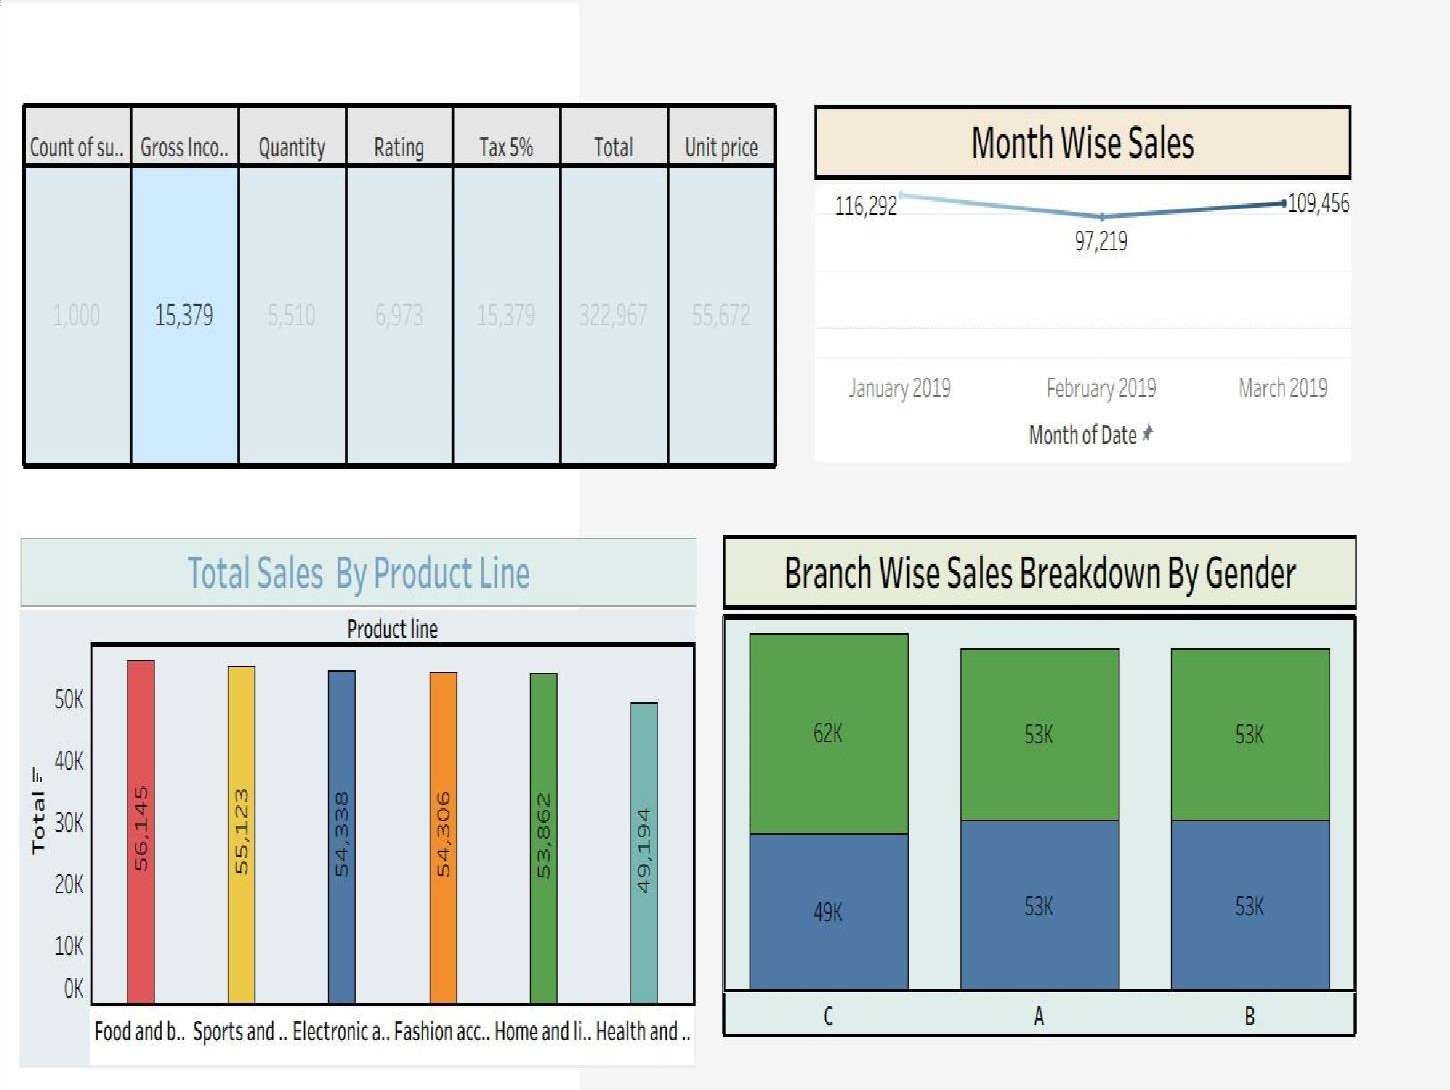 Count of su.. Gross Inco.. Quantity Rating Tax 5% Total Unit price
1,000 15,379 5,510 6,973 15,379 322,967 55,672
Month Wise Sales
116,292
97,219
109,456
January 2019 February 2019 March 2019
Month of Date
Total Sales By Product Line
Product line
Total
50K
40K
30K
20K
10K
0K
56,145
55,123
54,338
54,306
53,862
49,194
Food and b.. Sports and .. Electronic a.. Fashion acc.. Home and li.. Health and ..
Branch Wise Sales Breakdown By Gender
62K 53K 53K
49K 53K 53K
C A B